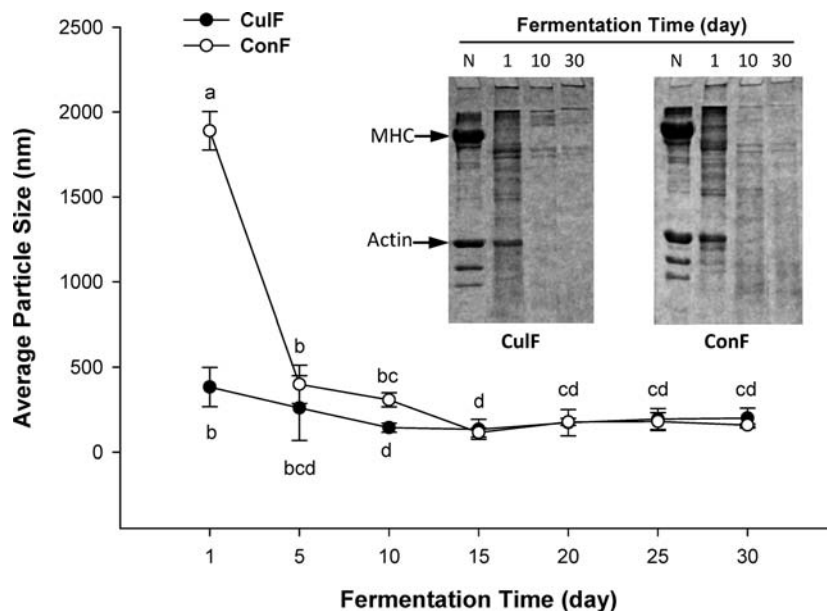 CulF
ConF
Fermentation Time (day)
N 1 10 30 N 1 10 30
MHC
Actin
CulF ConF
Average Particle Size (nm)
2500
2000
1500
1000
500
0
a
b
bc
d
cd
cd
cd
b
bcd
d
1 5 10 15 20 25 30
Fermentation Time (day)